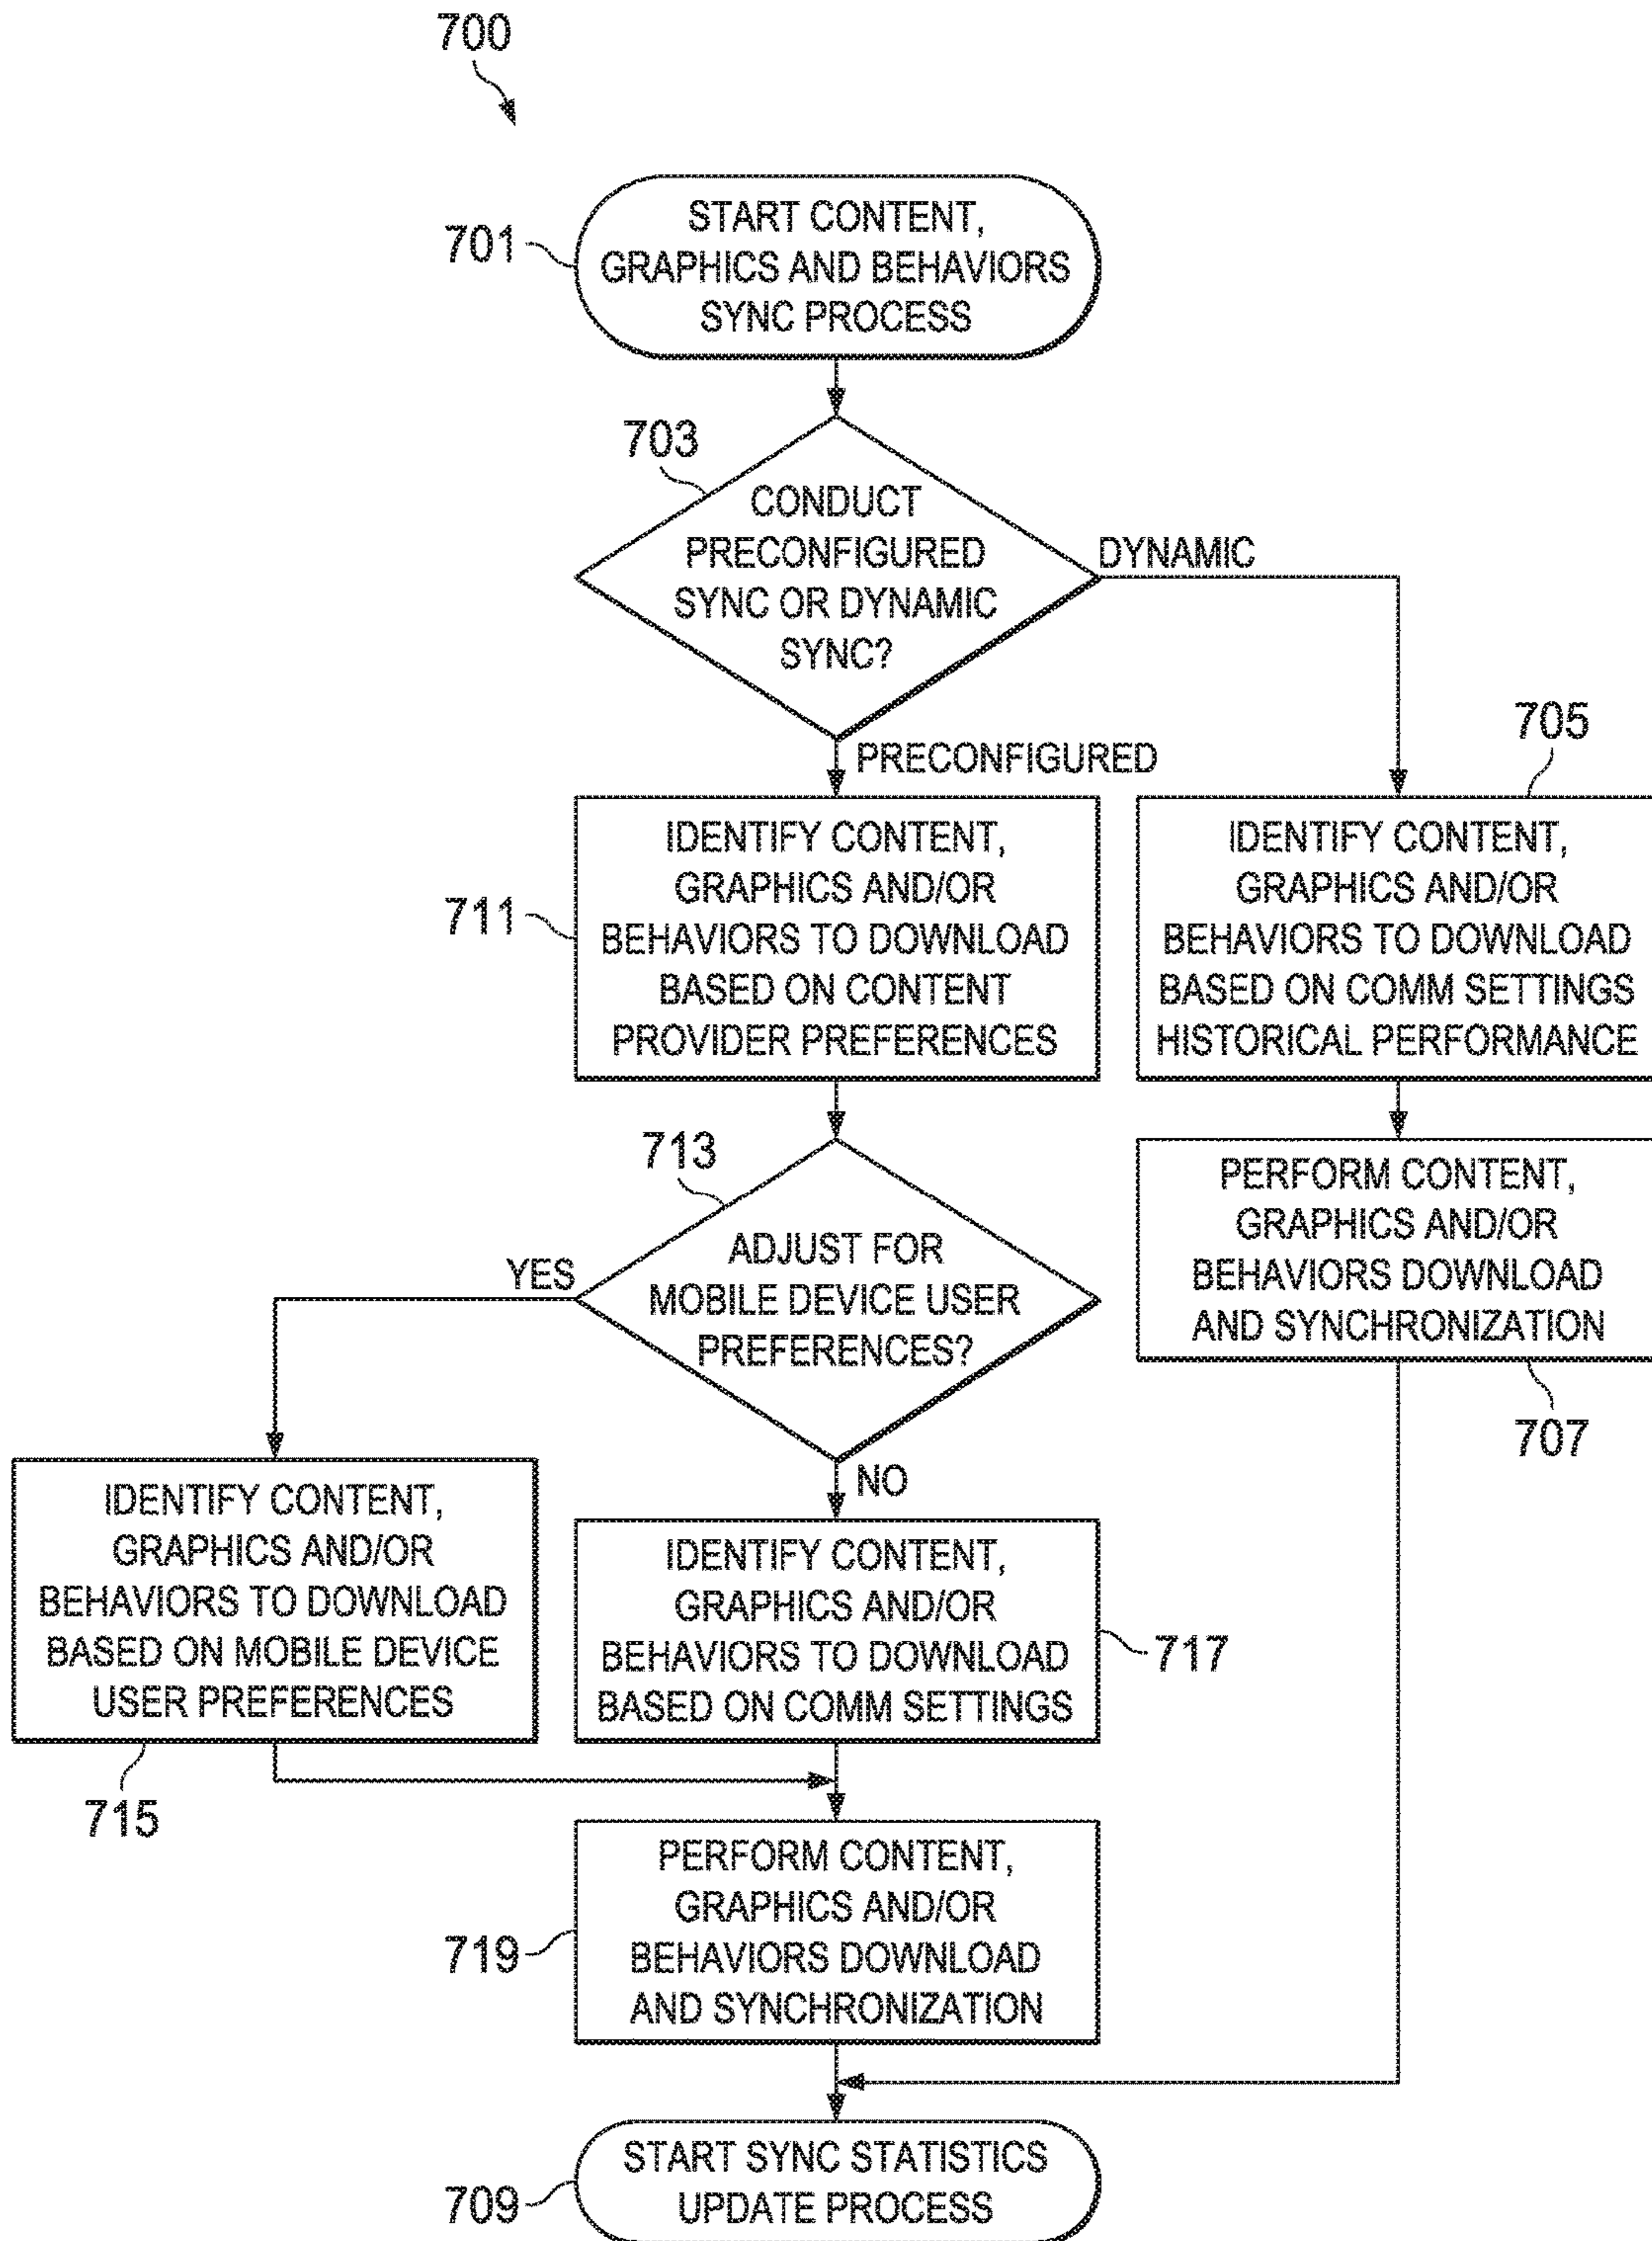 700
701
START CONTENT,
GRAPHICS AND BEHAVIORS
SYNC PROCESS
703
CONDUCT
PRECONFIGURED
SYNC OR DYNAMIC
SYNC?
DYNAMIC
PRECONFIGURED
705
711
IDENTIFY CONTENT,
GRAPHICS AND/OR
BEHAVIORS TO DOWNLOAD
BASED ON CONTENT
PROVIDER PREFERENCES
IDENTIFY CONTENT,
GRAPHICS AND/OR
BEHAVIORS TO DOWNLOAD
BASED ON COMM SETTINGS
HISTORICAL PERFORMANCE
713
ADJUST FOR
MOBILE DEVICE USER
PREFERENCES?
YES
NO
PERFORM CONTENT,
GRAPHICS AND/OR
BEHAVIORS DOWNLOAD
AND SYNCHRONIZATION
707
IDENTIFY CONTENT,
GRAPHICS AND/OR
BEHAVIORS TO DOWNLOAD
BASED ON MOBILE DEVICE
USER PREFERENCES
715
IDENTIFY CONTENT,
GRAPHICS AND/OR
BEHAVIORS TO DOWNLOAD
BASED ON COMM SETTINGS
717
719
PERFORM CONTENT,
GRAPHICS AND/OR
BEHAVIORS DOWNLOAD
AND SYNCHRONIZATION
709
START SYNC STATISTICS
UPDATE PROCESS